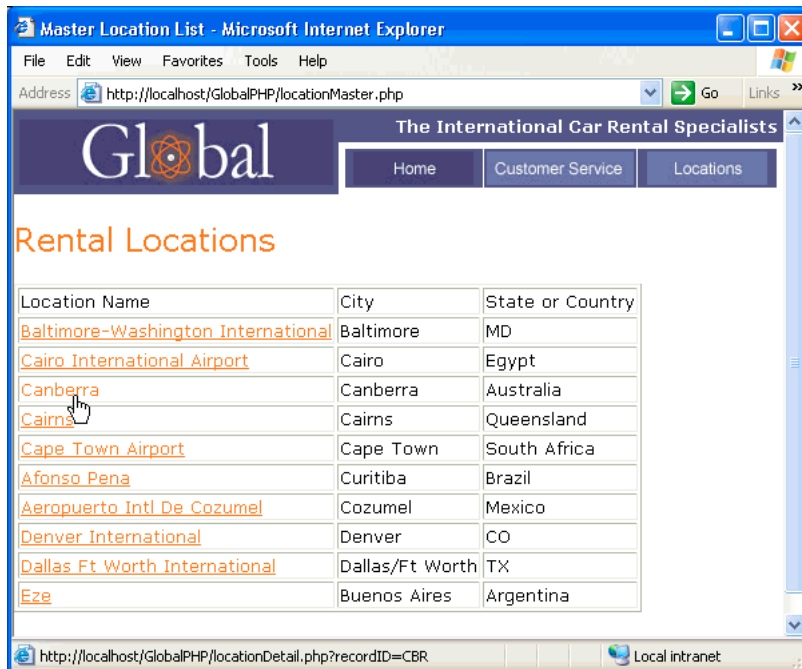 Master Location List - Microsoft Internet Explorer
File Edit View Favorites Tools Help
Address http://localhost/GlobalPHP/locationMaster.php Go Links »
The International Car Rental Specialists
Global
Home Customer Service Locations
Rental Locations
Location Name City State or Country
Baltimore-Washington International Baltimore MD
Cairo International Airport Cairo Egypt
Canberra Canberra Australia
Cairns Cairns Queensland
Cape Town Airport Cape Town South Africa
Afonso Pena Curitiba Brazil
Aeropuerto Intl De Cozumel Cozumel Mexico
Denver International Denver CO
Dallas Ft Worth International Dallas/Ft Worth TX
Eze Buenos Aires Argentina
http://localhost/GlobalPHP/locationDetail.php?recordID=CBR Local intranet